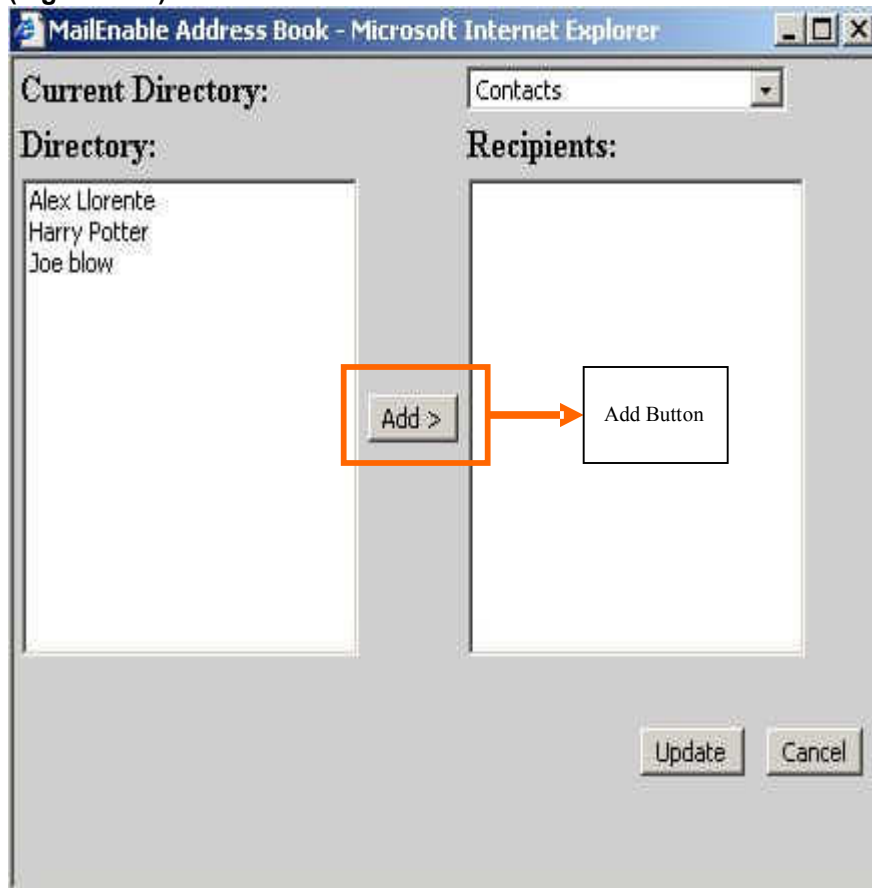 MailEnable Address Book - Microsoft Internet Explorer
Current Directory:
Contacts
Directory:
Recipients:
Alex Llorente
Harry Potter
Joe blow
Add >
Add Button
Update
Cancel